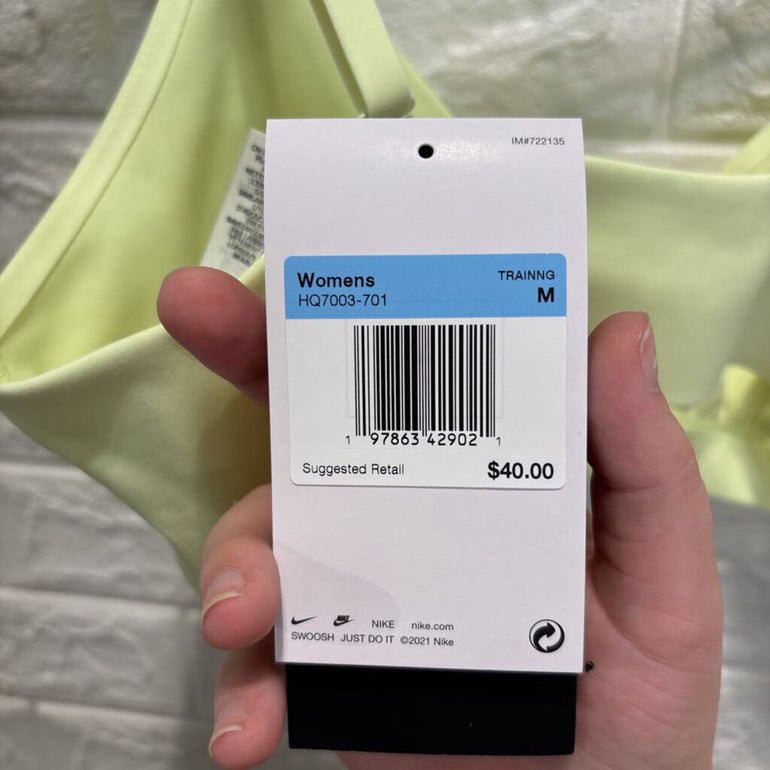 IM#722135
Womens
TRAINNG
HQ7003-701
M
1 97863 42902 1
Suggested Retail
$40.00
NIKE nike.com
SWOOSH JUST DO IT ©2021 Nike